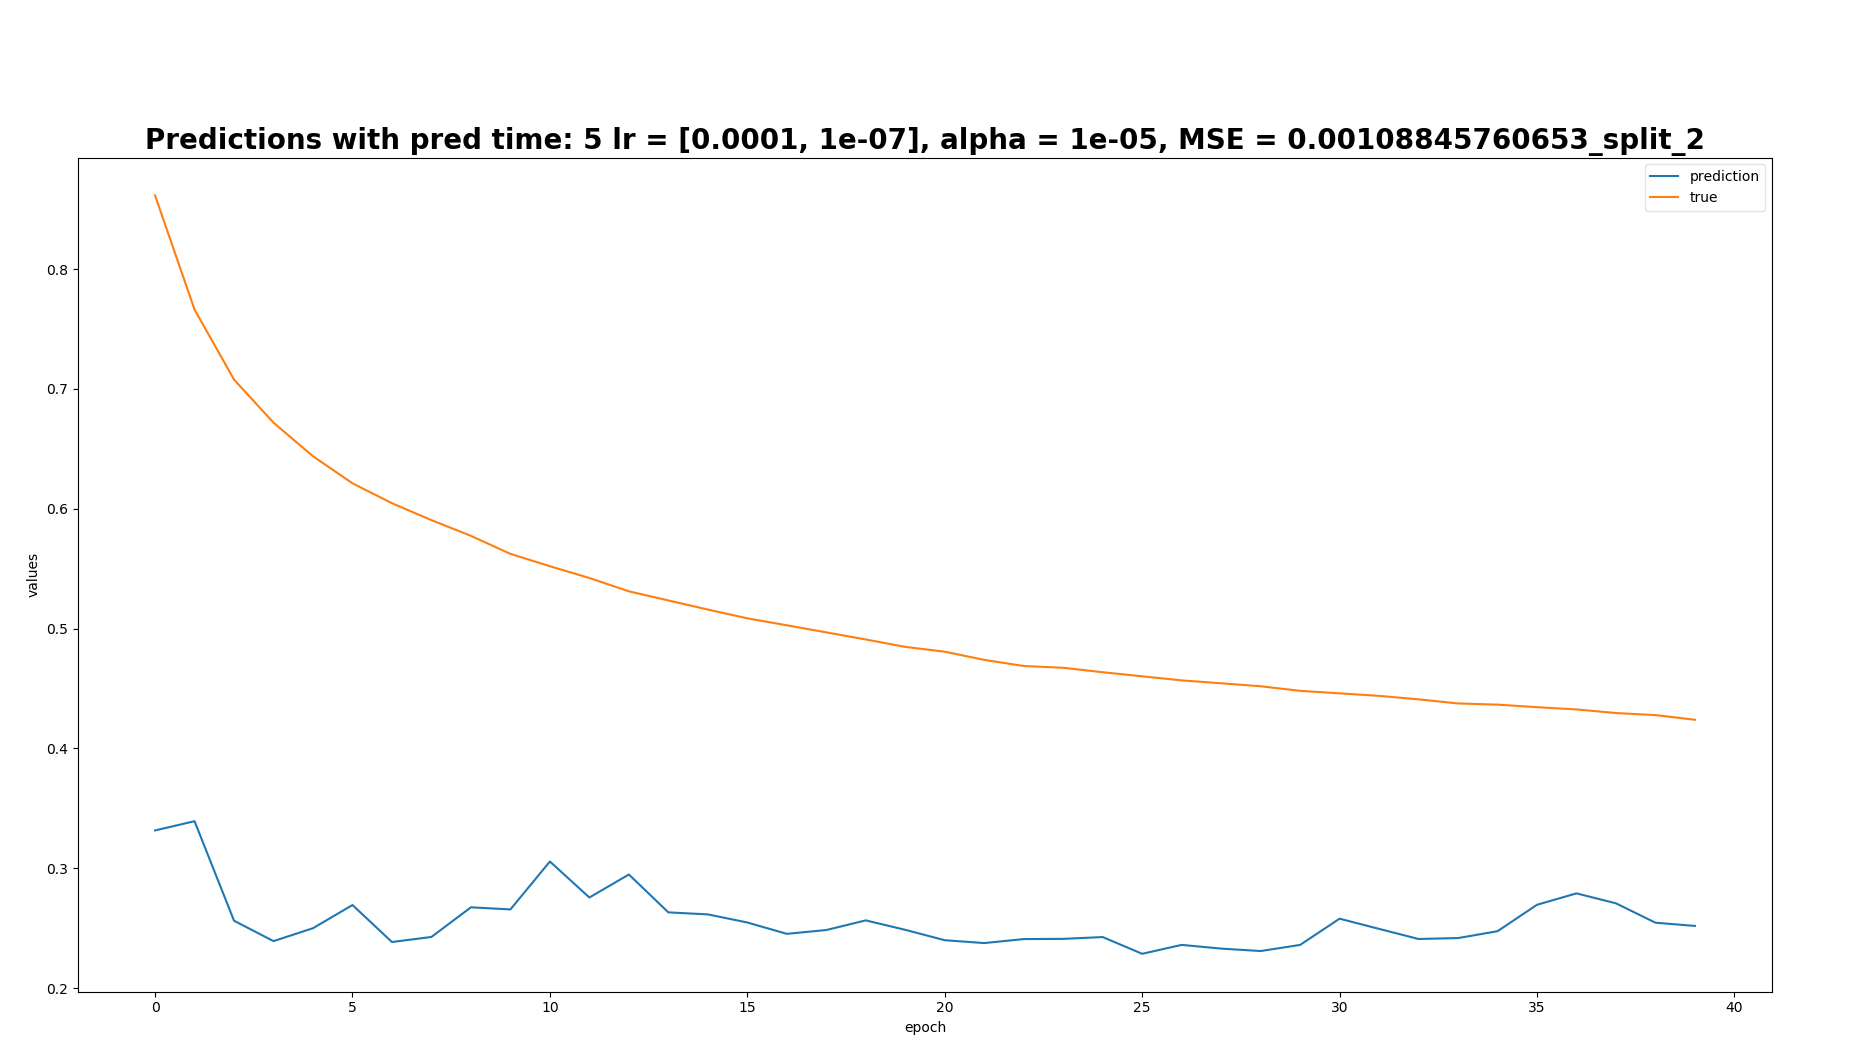 Predictions with pred time: 5 lr = [0.0001, 1e-07], alpha = 1e-05, MSE = 0.00108845760653_split_2
prediction
true
0.8
0.7
0.6
0.5
0.4
0.3
0.2
values
0 5 10 15 20 25 30 35 40
epoch